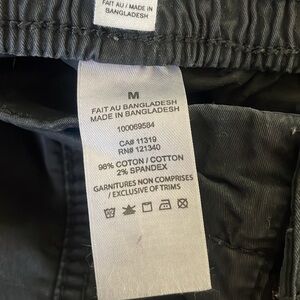 FAIT AU / MADE IN
BANGLADESH
M
FAIT AU BANGLADESH
MADE IN BANGLADESH
100069584
CA# 11319
RN# 121340
98% COTON / COTTON
2% SPANDEX
GARNITURES NON COMPRISES
/ EXCLUSIVE OF TRIMS